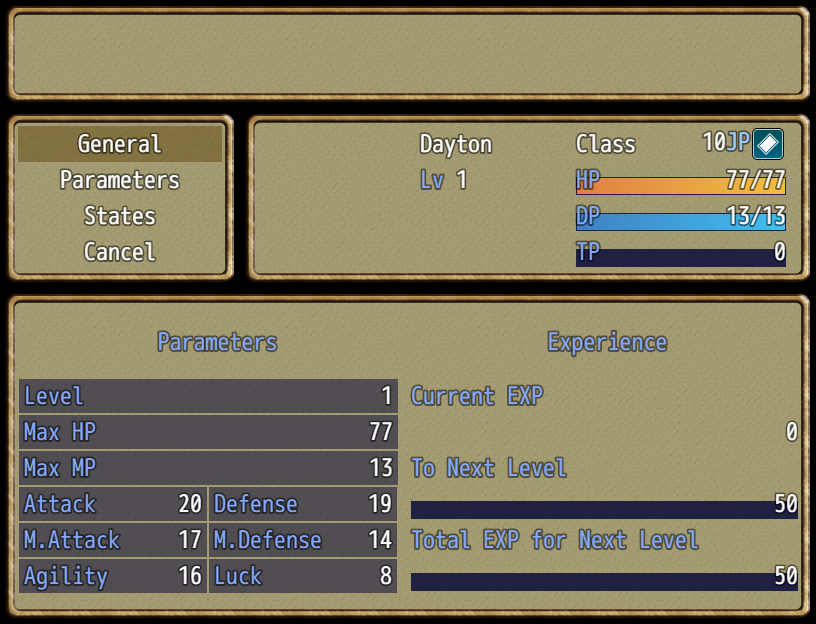 General
Parameters
States
Cancel
Dayton Class 10JP
Lv 1 HP 77/77
DP 13/13
TP 0
Parameters
Level 1
Max HP 77
Max MP 13
Attack 20 Defense 19
M.Attack 17 M.Defense 14
Agility 16 Luck 8
Experience
Current EXP
0
To Next Level
50
Total EXP for Next Level
50